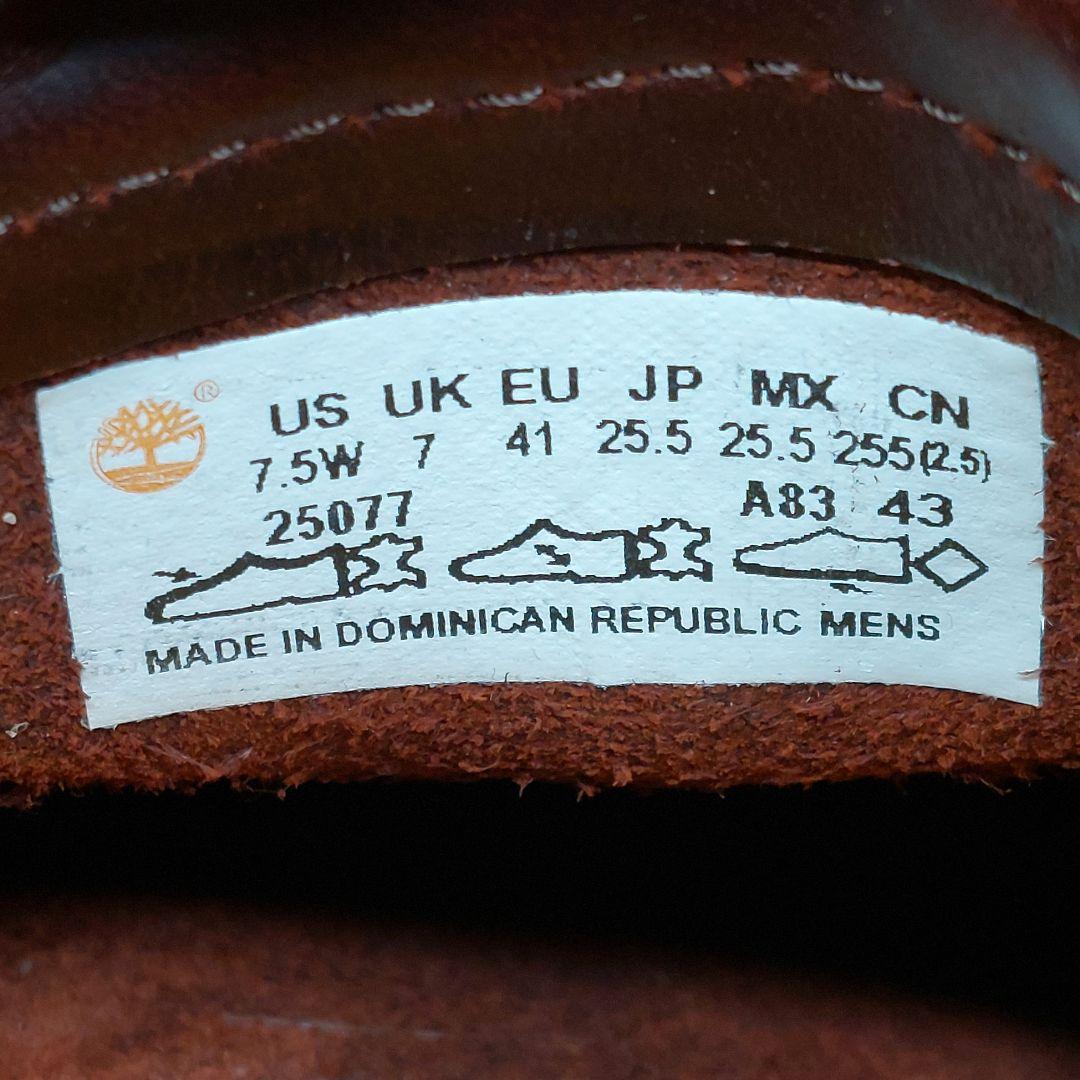 ®
US UK EU JP MX CN
7.5W 7 41 25.5 25.5 255(2.5)
25077 A83 43
MADE IN DOMINICAN REPUBLIC MENS